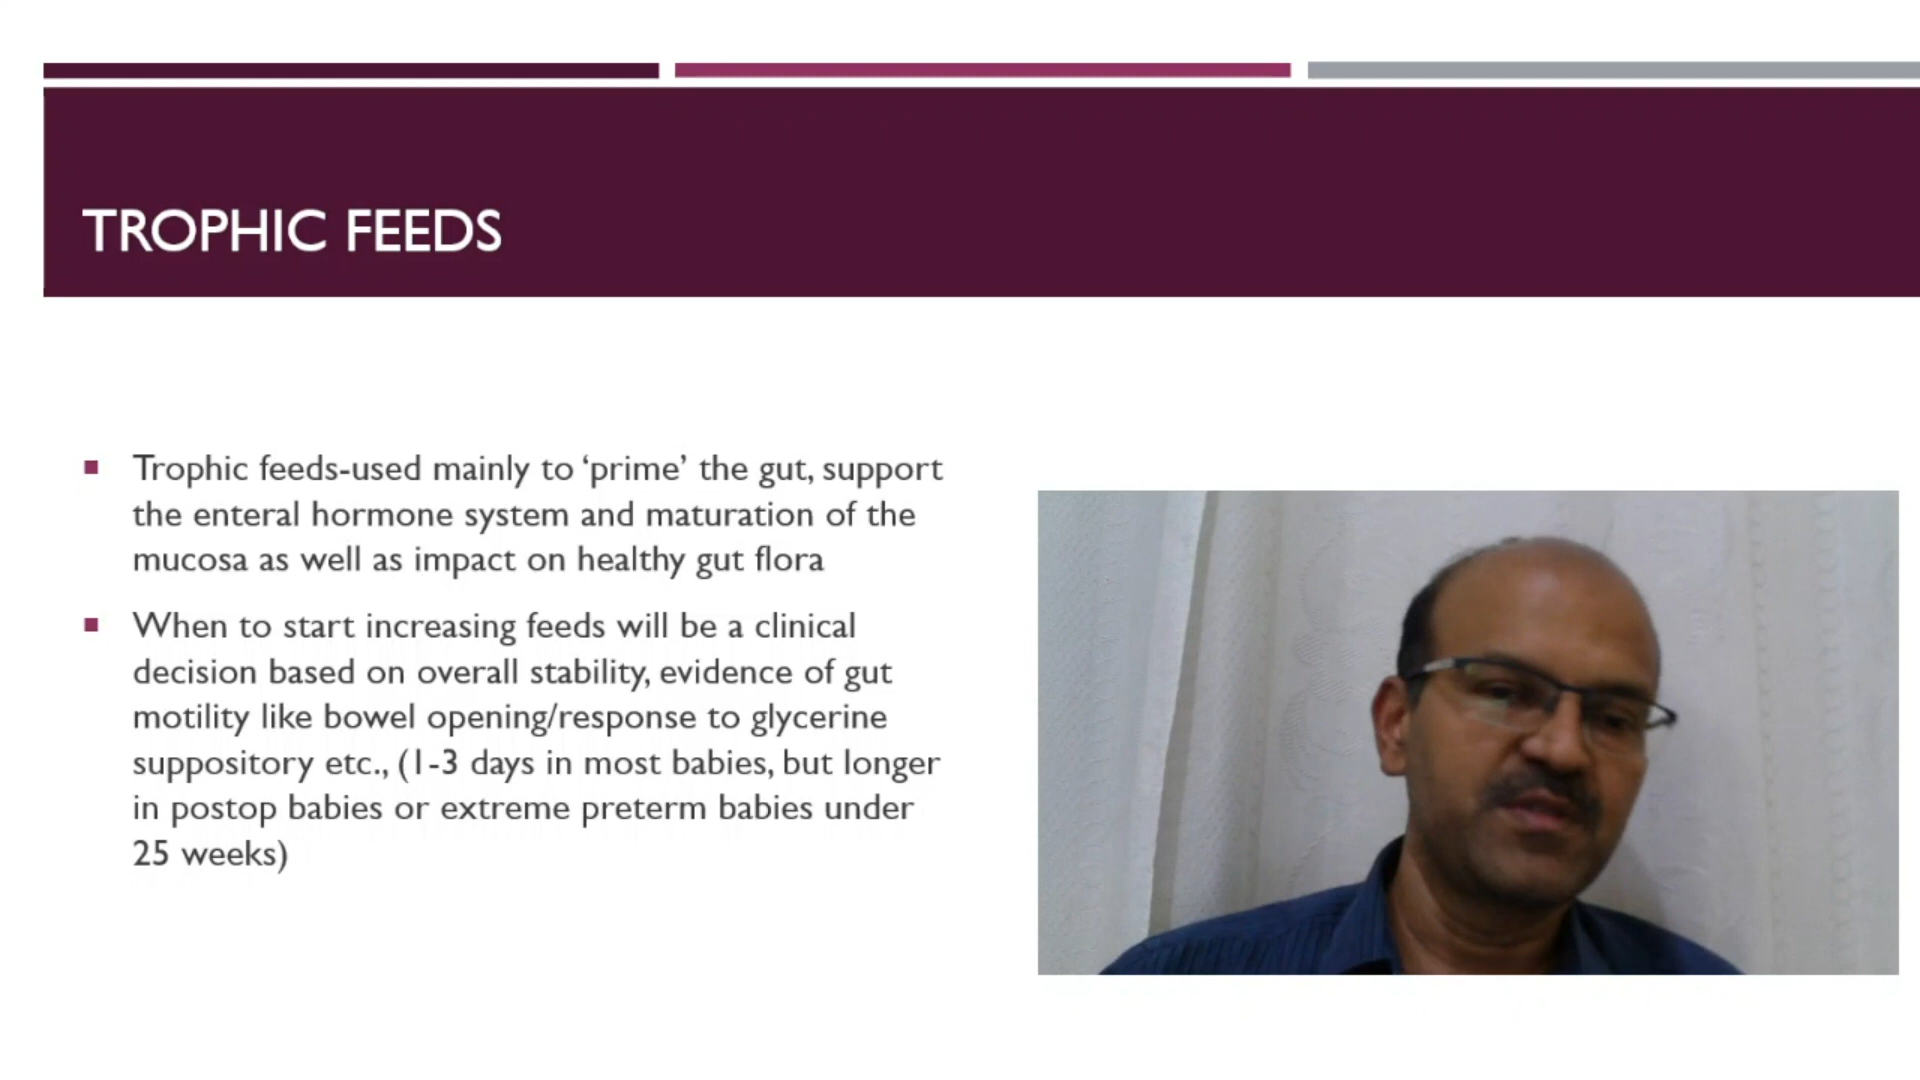 TROPHIC FEEDS
Trophic feeds-used mainly to ‘prime’ the gut, support
the enteral hormone system and maturation of the
mucosa as well as impact on healthy gut flora
When to start increasing feeds will be a clinical
decision based on overall stability, evidence of gut
motility like bowel opening/response to glycerine
suppository etc., (1-3 days in most babies, but longer
in postop babies or extreme preterm babies under
25 weeks)